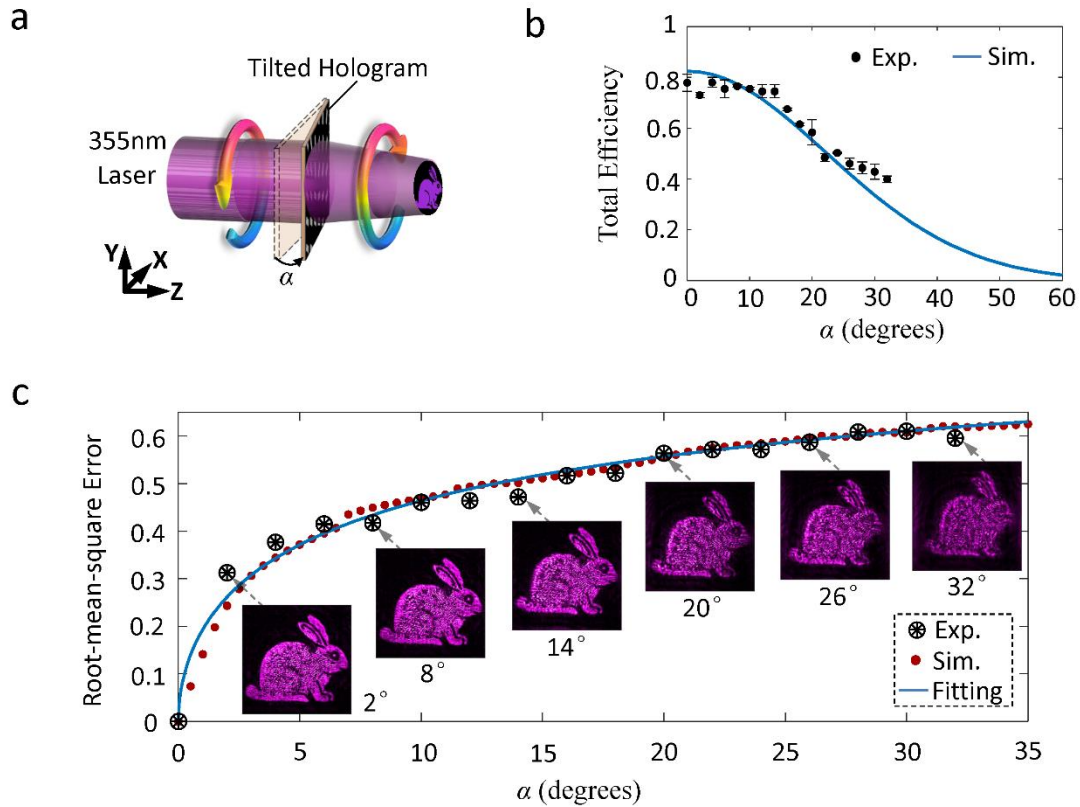 a
Tilted Hologram
355nm
Laser
Y
X
Z
α
b
1
0.8
0.6
0.4
0.2
0
Total Efficiency
Exp.
Sim.
0 10 20 30 40 50 60
α (degrees)
c
0.6
0.5
0.4
0.3
0.2
0.1
0
Root-mean-square Error
2°
8°
14°
20°
26°
32°
Exp.
Sim.
Fitting
0 5 10 15 20 25 30 35
α (degrees)